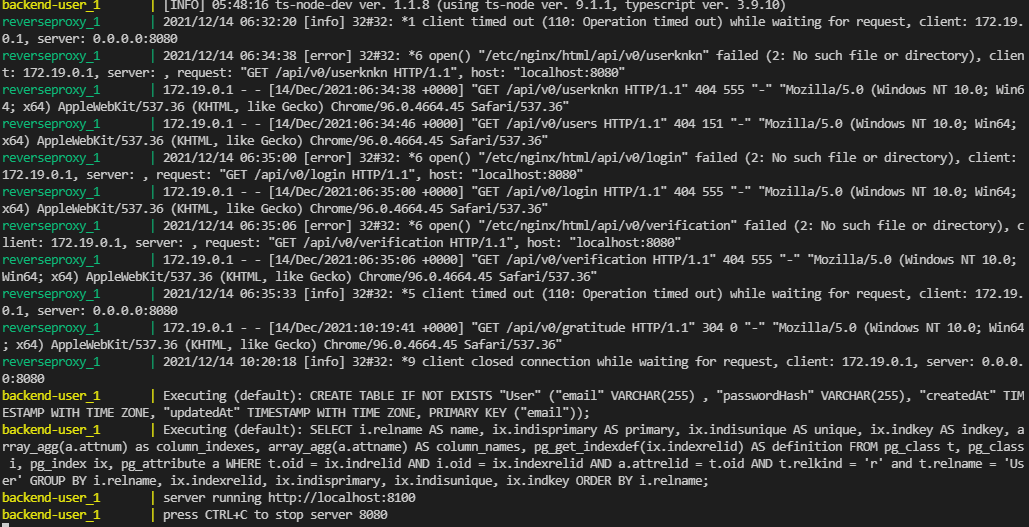 backend-user_1 | [INFO] 05:48:16 ts-node-dev ver. 1.1.8 (using ts-node ver. 9.1.1, typescript ver. 3.9.10)
reverseproxy_1 | 2021/12/14 06:32:20 [info] 32#32: *1 client timed out (110: Operation timed out) while waiting for request, client: 172.19.
0.1, server: 0.0.0.0:8080
reverseproxy_1 | 2021/12/14 06:34:38 [error] 32#32: *6 open() "/etc/nginx/html/api/v0/userknkn" failed (2: No such file or directory), clien
t: 172.19.0.1, server: , request: "GET /api/v0/userknkn HTTP/1.1", host: "localhost:8080"
reverseproxy_1 | 172.19.0.1 - - [14/Dec/2021:06:34:38 +0000] "GET /api/v0/userknkn HTTP/1.1" 404 555 "-" "Mozilla/5.0 (Windows NT 10.0; Win6
4; x64) AppleWebKit/537.36 (KHTML, like Gecko) Chrome/96.0.4664.45 Safari/537.36"
reverseproxy_1 | 172.19.0.1 - - [14/Dec/2021:06:34:46 +0000] "GET /api/v0/users HTTP/1.1" 404 151 "-" "Mozilla/5.0 (Windows NT 10.0; Win64;
x64) AppleWebKit/537.36 (KHTML, like Gecko) Chrome/96.0.4664.45 Safari/537.36"
reverseproxy_1 | 2021/12/14 06:35:00 [error] 32#32: *6 open() "/etc/nginx/html/api/v0/login" failed (2: No such file or directory), client:
172.19.0.1, server: , request: "GET /api/v0/login HTTP/1.1", host: "localhost:8080"
reverseproxy_1 | 172.19.0.1 - - [14/Dec/2021:06:35:00 +0000] "GET /api/v0/login HTTP/1.1" 404 555 "-" "Mozilla/5.0 (Windows NT 10.0; Win64;
x64) AppleWebKit/537.36 (KHTML, like Gecko) Chrome/96.0.4664.45 Safari/537.36"
reverseproxy_1 | 2021/12/14 06:35:06 [error] 32#32: *6 open() "/etc/nginx/html/api/v0/verification" failed (2: No such file or directory), c
lient: 172.19.0.1, server: , request: "GET /api/v0/verification HTTP/1.1", host: "localhost:8080"
reverseproxy_1 | 172.19.0.1 - - [14/Dec/2021:06:35:06 +0000] "GET /api/v0/verification HTTP/1.1" 404 555 "-" "Mozilla/5.0 (Windows NT 10.0;
Win64; x64) AppleWebKit/537.36 (KHTML, like Gecko) Chrome/96.0.4664.45 Safari/537.36"
reverseproxy_1 | 2021/12/14 06:35:33 [info] 32#32: *5 client timed out (110: Operation timed out) while waiting for request, client: 172.19.
0.1, server: 0.0.0.0:8080
reverseproxy_1 | 172.19.0.1 - - [14/Dec/2021:10:19:41 +0000] "GET /api/v0/gratitude HTTP/1.1" 304 0 "-" "Mozilla/5.0 (Windows NT 10.0; Win64
; x64) AppleWebKit/537.36 (KHTML, like Gecko) Chrome/96.0.4664.45 Safari/537.36"
reverseproxy_1 | 2021/12/14 10:20:18 [info] 32#32: *9 client closed connection while waiting for request, client: 172.19.0.1, server: 0.0.0.
0:8080
backend-user_1 | Executing (default): CREATE TABLE IF NOT EXISTS "User" ("email" VARCHAR(255) , "passwordHash" VARCHAR(255), "createdAt" TIM
ESTAMP WITH TIME ZONE, "updatedAt" TIMESTAMP WITH TIME ZONE, PRIMARY KEY ("email"));
backend-user_1 | Executing (default): SELECT i.relname AS name, ix.indisprimary AS primary, ix.indisunique AS unique, ix.indkey AS indkey, a
rray_agg(a.attnum) as column_indexes, array_agg(a.attname) AS column_names, pg_get_indexdef(ix.indexrelid) AS definition FROM pg_class t, pg_class
i, pg_index ix, pg_attribute a WHERE t.oid = ix.indrelid AND i.oid = ix.indexrelid AND a.attrelid = t.oid AND t.relkind = 'r' and t.relname = 'Us
er' GROUP BY i.relname, ix.indexrelid, ix.indisprimary, ix.indisunique, ix.indkey ORDER BY i.relname;
backend-user_1 | server running http://localhost:8100
backend-user_1 | press CTRL+C to stop server 8080